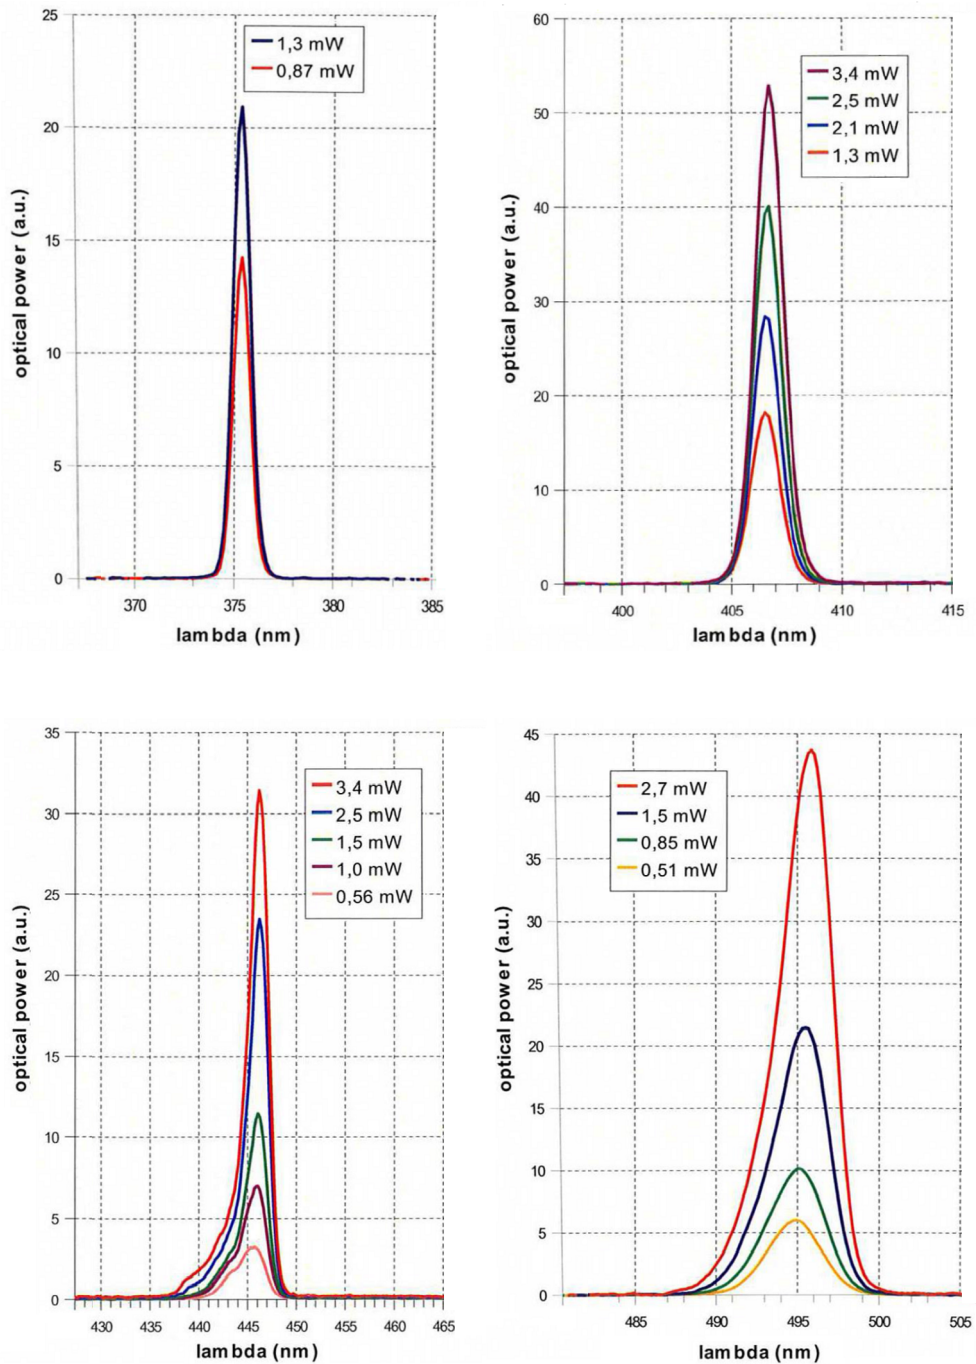 25
20
15
10
5
0
optical power (a.u.)
1,3 mW
0,87 mW
370
375
380
385
lambda (nm)
60
50
40
30
20
10
0
optical power (a.u.)
3,4 mW
2,5 mW
2,1 mW
1,3 mW
400
405
410
415
lambda (nm)
35
30
25
20
15
10
5
0
optical power (a.u.)
3,4 mW
2,5 mW
1,5 mW
1,0 mW
0,56 mW
430
435
440
445
450
455
460
465
lambda (nm)
45
40
35
30
25
20
15
10
5
0
optical power (a.u.)
2,7 mW
1,5 mW
0,85 mW
0,51 mW
485
490
495
500
505
lambda (nm)